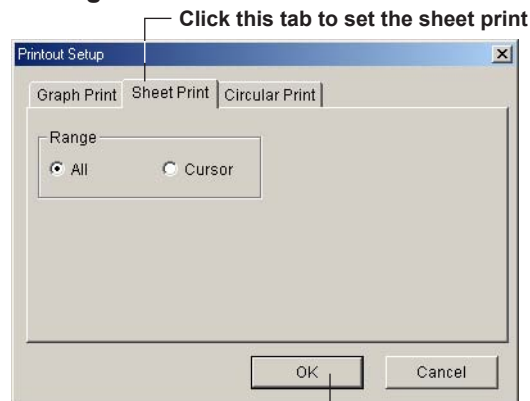 Click this tab to set the sheet print
Printout Setup
Graph Print Sheet Print Circular Print
Range
All Cursor
OK Cancel